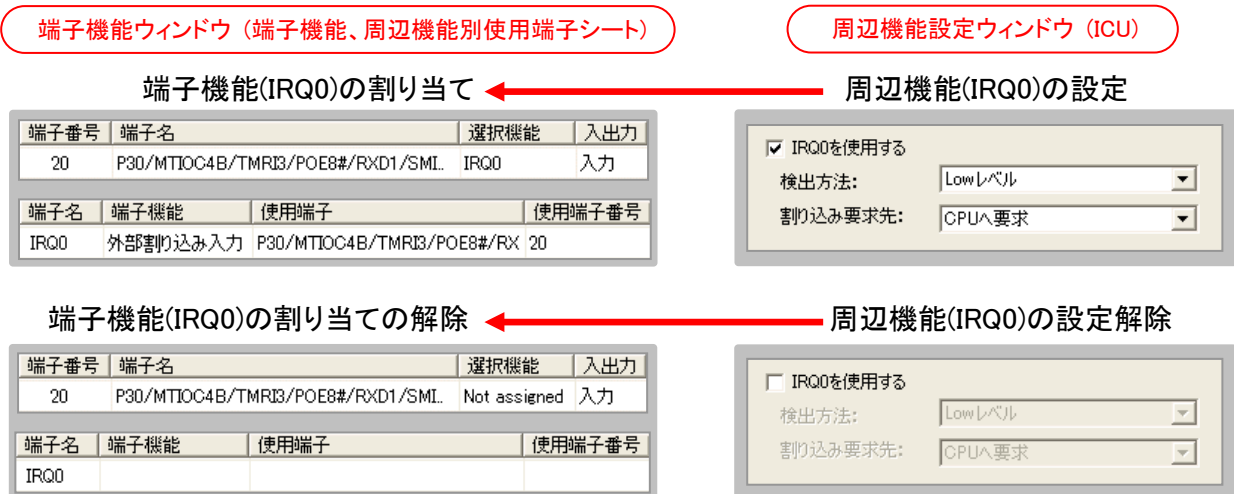 端子機能ウィンドウ（端子機能、周辺機能別使用端子シート）
周辺機能設定ウィンドウ（ICU）
端子機能(IRQ0)の割り当て
周辺機能(IRQ0)の設定
端子番号 端子名 選択機能 入出力
20 P30/MTIOC4B/TMRI3/POE8#/RXD1/SMI.. IRQ0 入力
端子名 端子機能 使用端子 使用端子番号
IRQ0 外部割り込み入力 P30/MTIOC4B/TMRI3/POE8#/RX 20
IRQ0を使用する
検出方法: Lowレベル
割り込み要求先: CPUへ要求
端子機能(IRQ0)の割り当ての解除
周辺機能(IRQ0)の設定解除
端子番号 端子名 選択機能 入出力
20 P30/MTIOC4B/TMRI3/POE8#/RXD1/SMI.. Not assigned 入力
端子名 端子機能 使用端子 使用端子番号
IRQ0
IRQ0を使用する
検出方法: Lowレベル
割り込み要求先: CPUへ要求